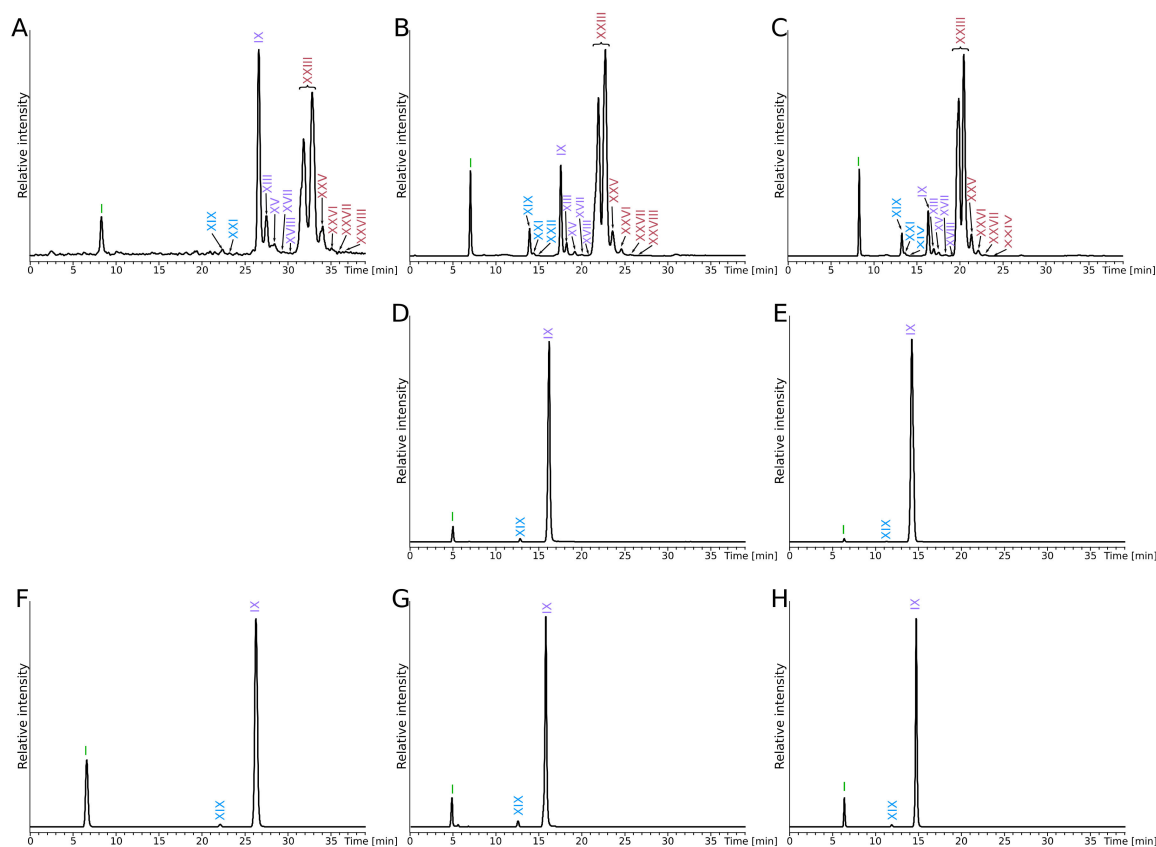 A
Relative intensity
I
XIX
XXI
IX
XIII
XV
XVII
XVIII
XXIII
XXV
XXVI
XXVII
XXVIII
0 5 10 15 20 25 30 35 Time [min]
B
Relative intensity
I
XIX
XXI
XXII
IX
XIII
XV
XVII
XVIII
XXIII
XXV
XXVI
XXVII
XXVIII
0 5 10 15 20 25 30 35 Time [min]
C
Relative intensity
I
XIX
XXI
XIV
IX
XIII
XV
XVII
XVIII
XXIII
XXV
XXVI
XXVII
XXIV
0 5 10 15 20 25 30 35 Time [min]
D
Relative intensity
I
XIX
IX
0 5 10 15 20 25 30 35 Time [min]
E
Relative intensity
I
XIX
IX
0 5 10 15 20 25 30 35 Time [min]
F
Relative intensity
I
XIX
IX
0 5 10 15 20 25 30 35 Time [min]
G
Relative intensity
I
XIX
IX
0 5 10 15 20 25 30 35 Time [min]
H
Relative intensity
I
XIX
IX
0 5 10 15 20 25 30 35 Time [min]